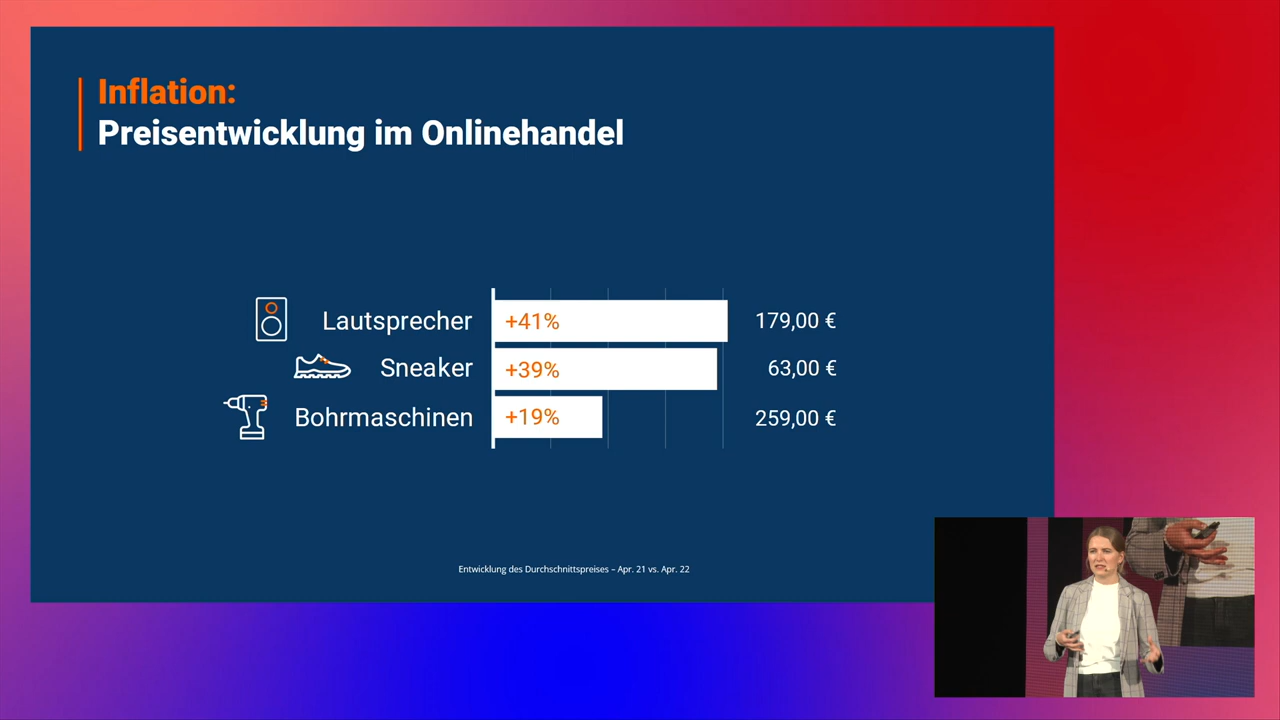 Inflation:
Preisentwicklung im Onlinehandel
Lautsprecher +41% 179,00 €
Sneaker +39% 63,00 €
Bohrmaschinen +19% 259,00 €
Entwicklung des Durchschnittspreises – Apr. 21 vs. Apr. 22